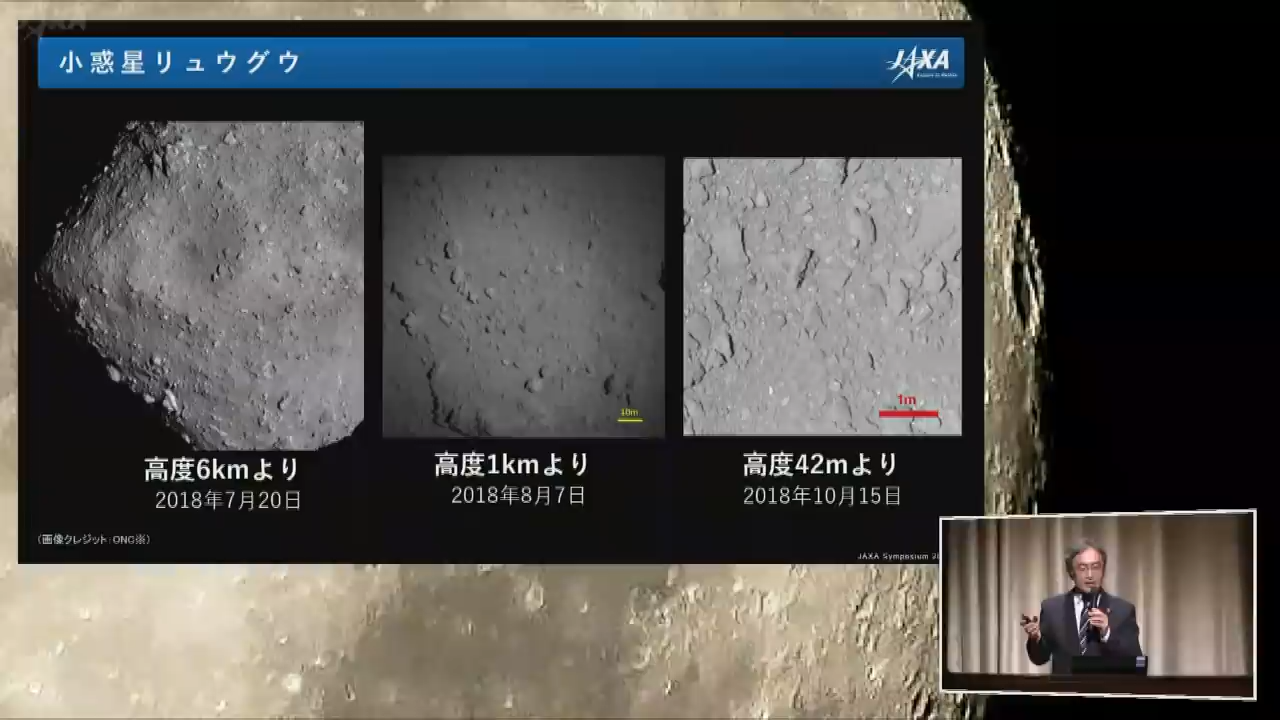 小惑星リュウグウ
JAXA
10m
1m
高度6kmより
2018年7月20日
高度1kmより
2018年8月7日
高度42mより
2018年10月15日
(画像クレジット:ONC※)
JAXA Symposium